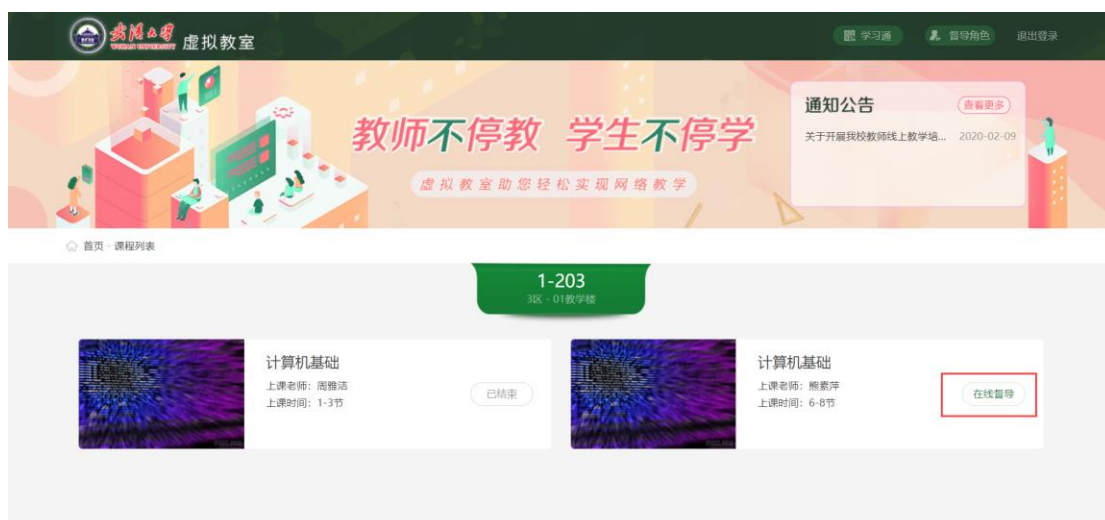 武汉大学
WUHAN UNIVERSITY
虚拟教室
学习通
督导角色
退出登录
教师不停教 学生不停学
虚拟教室助您轻松实现网络教学
通知公告
查看更多
关于开展我校教师线上教学培... 2020-02-09
首页 - 课程列表
1-203
3区 - 01教学楼
计算机基础
上课老师：周雅洁
上课时间：1-3节
已结束
计算机基础
上课老师：熊素萍
上课时间：6-8节
在线督导